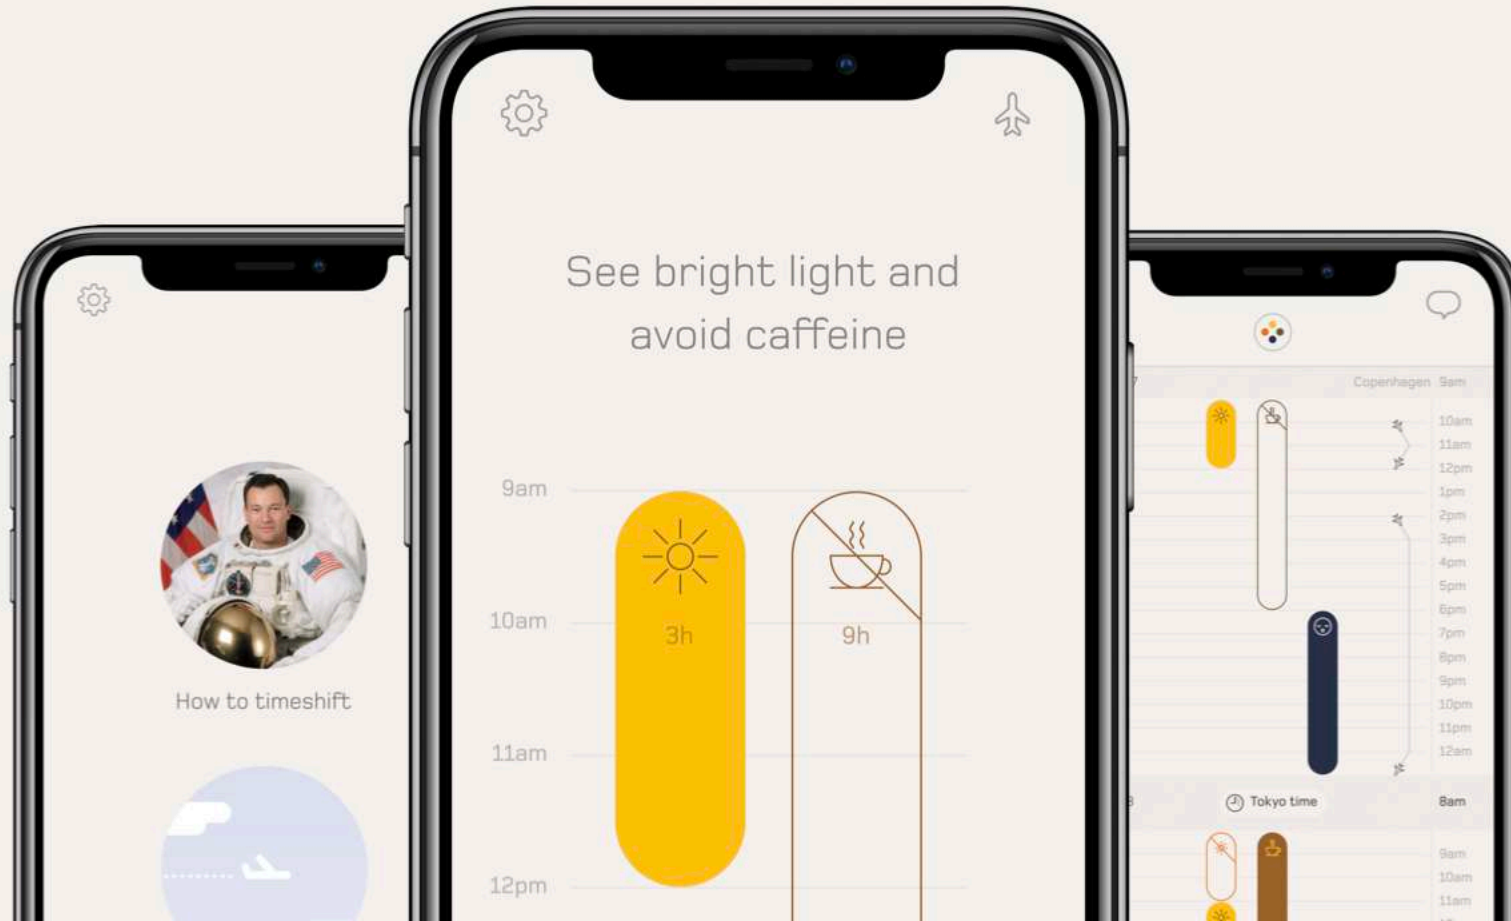 How to timeshift
See bright light and
avoid caffeine
9am
10am
3h
9h
11am
12pm
7
Copenhagen 9am
10am
11am
12pm
1pm
2pm
3pm
4pm
5pm
6pm
7pm
8pm
9pm
10pm
11pm
12am
Tokyo time 8am
9am
10am
11am